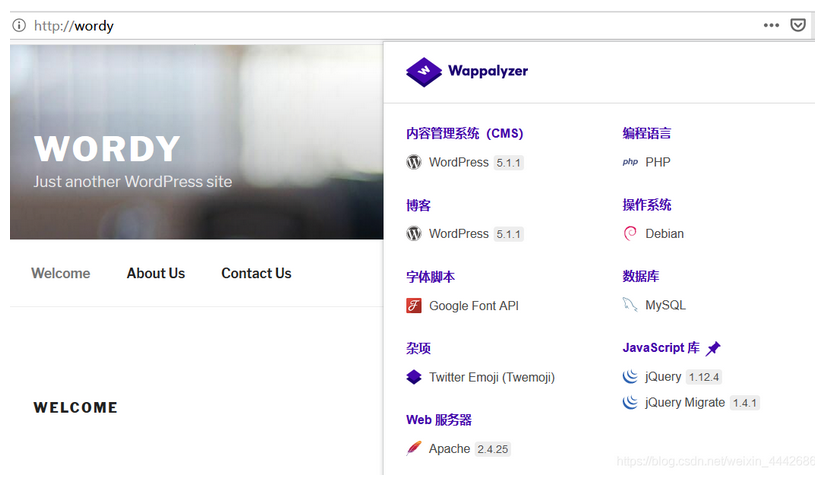 http://wordy
WORDY
Just another WordPress site
Welcome About Us Contact Us
WELCOME
Wappalyzer
内容管理系统 (CMS)
WordPress 5.1.1
博客
WordPress 5.1.1
字体脚本
Google Font API
杂项
Twitter Emoji (Twemoji)
Web 服务器
Apache 2.4.25
编程语言
php PHP
操作系统
Debian
数据库
MySQL
JavaScript 库
jQuery 1.12.4
jQuery Migrate 1.4.1
https://blog.csdn.net/weixin_4442686